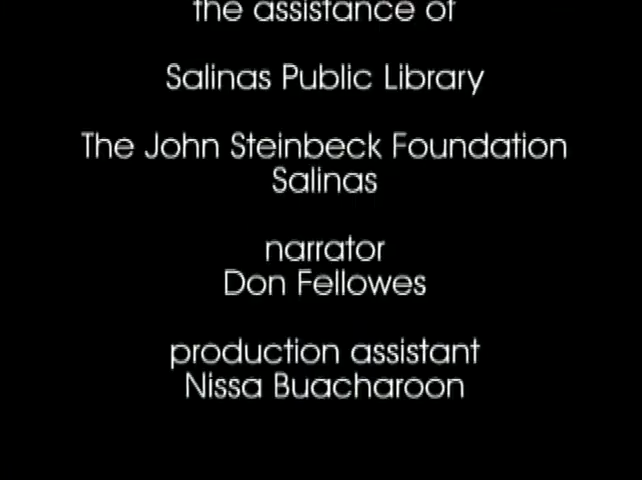 the assistance of
Salinas Public Library
The John Steinbeck Foundation
Salinas
narrator
Don Fellowes
production assistant
Nissa Buacharoon